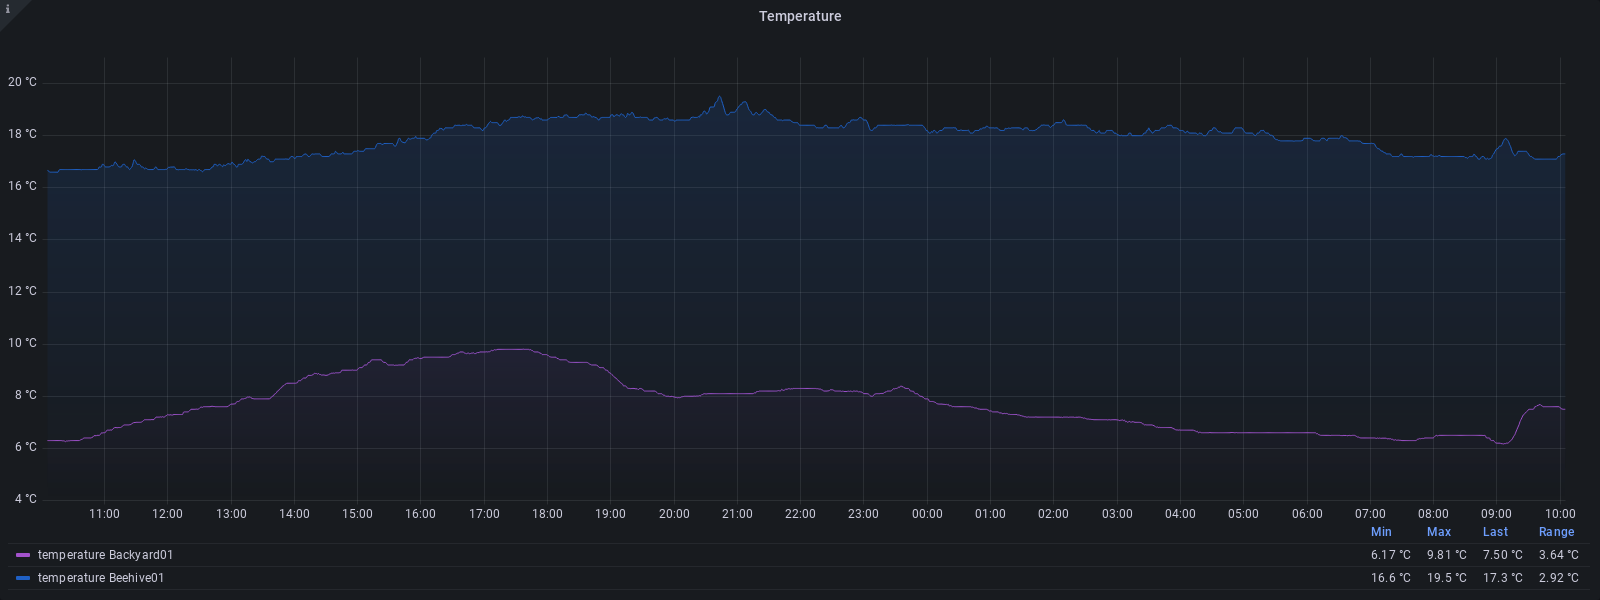 i
Temperature
20 °C
18 °C
16 °C
14 °C
12 °C
10 °C
8 °C
6 °C
4 °C
11:00 12:00 13:00 14:00 15:00 16:00 17:00 18:00 19:00 20:00 21:00 22:00 23:00 00:00 01:00 02:00 03:00 04:00 05:00 06:00 07:00 08:00 09:00 10:00
Min Max Last Range
temperature Backyard01 6.17 °C 9.81 °C 7.50 °C 3.64 °C
temperature Beehive01 16.6 °C 19.5 °C 17.3 °C 2.92 °C